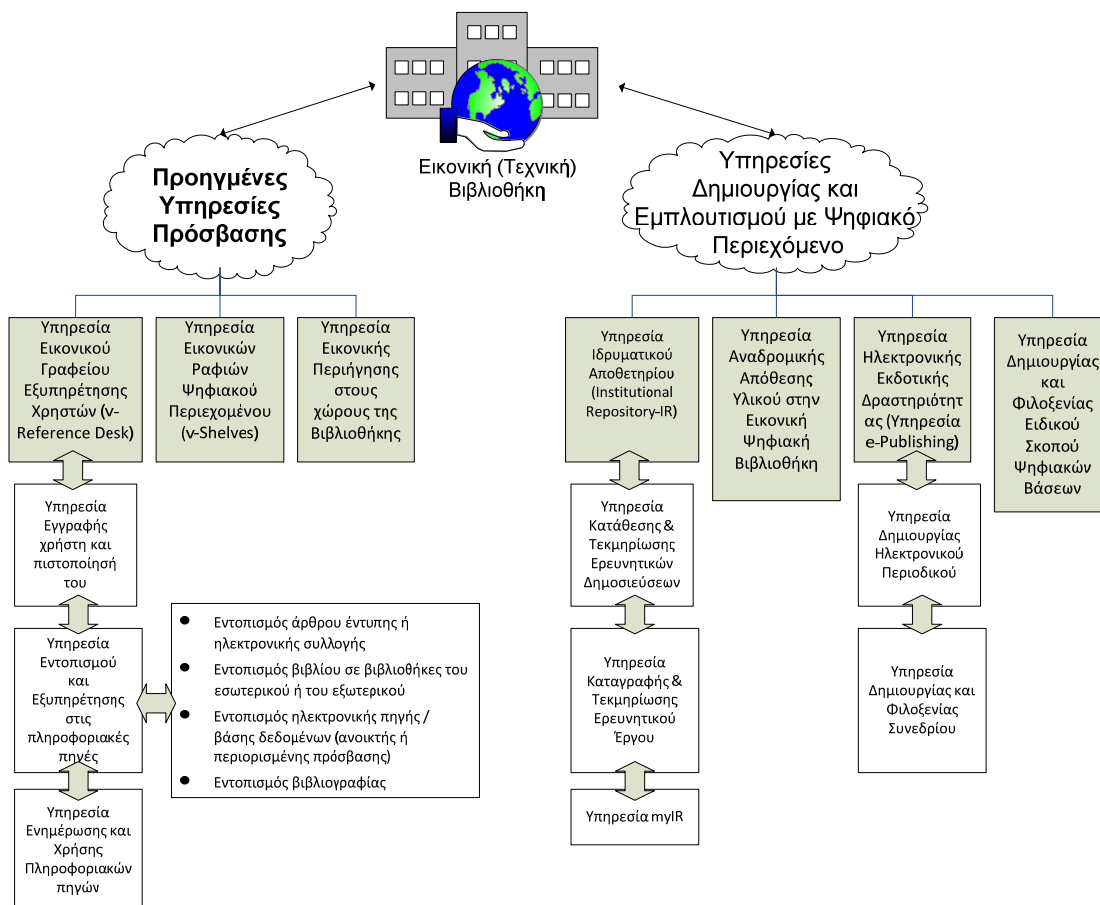 Εικονική (Τεχνική)
Βιβλιοθήκη
Προηγμένες
Υπηρεσίες
Πρόσβασης
Υπηρεσίες
Δημιουργίας και
Εμπλουτισμού με Ψηφιακό
Περιεχόμενο
Υπηρεσία
Εικονικού
Γραφείου
Εξυπηρέτησης
Χρηστών (v-
Reference Desk)
Υπηρεσία
Εικονικών
Ραφιών
Ψηφιακού
Περιεχομένου
(v-Shelves)
Υπηρεσία
Εικονικής
Περιήγησης
στους
χώρους της
Βιβλιοθήκης
Υπηρεσία
Ιδρυματικού
Αποθετηρίου
(Institutional
Repository-IR)
Υπηρεσία
Αναδρομικής
Απόθεσης
Υλικού στην
Εικονική
Ψηφιακή
Βιβλιοθήκη
Υπηρεσία
Ηλεκτρονικής
Εκδοτικής
Δραστηριότητ
ας (Υπηρεσία
e-Publishing)
Υπηρεσία
Δημιουργίας
και
Φιλοξενίας
Ειδικού
Σκοπού
Ψηφιακών
Βάσεων
Υπηρεσία
Εγγραφής
χρήστη και
πιστοποίησή
του
Υπηρεσία
Εντοπισμού
και
Εξυπηρέτησης
στις
πληροφοριακές
πηγές
Υπηρεσία
Ενημέρωσης και
Χρήσης
Πληροφοριακών
πηγών
● Εντοπισμός άρθρου έντυπης ή
ηλεκτρονικής συλλογής
● Εντοπισμός βιβλίου σε βιβλιοθήκες του
εσωτερικού ή του εξωτερικού
● Εντοπισμός ηλεκτρονικής πηγής /
βάσης δεδομένων (ανοικτής ή
περιορισμένης πρόσβασης)
● Εντοπισμός βιβλιογραφίας
Υπηρεσία
Κατάθεσης &
Τεκμηρίωσης
Ερευνητικών
Δημοσιεύσεων
Υπηρεσία
Καταγραφής &
Τεκμηρίωσης
Ερευνητικού
Έργου
Υπηρεσία myIR
Υπηρεσία
Δημιουργίας
Ηλεκτρονικού
Περιοδικού
Υπηρεσία
Δημιουργίας και
Φιλοξενίας
Συνεδρίου